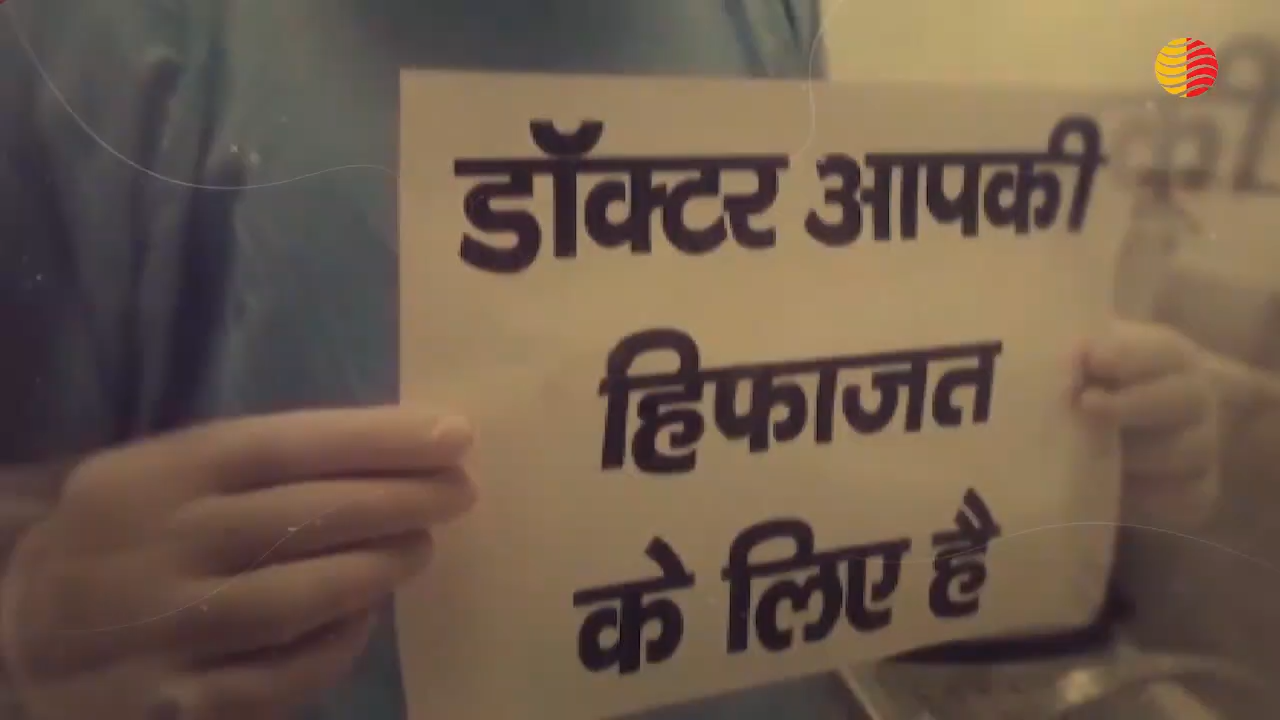 डॉक्टर आपकी
हिफाजत
के लिए है
की